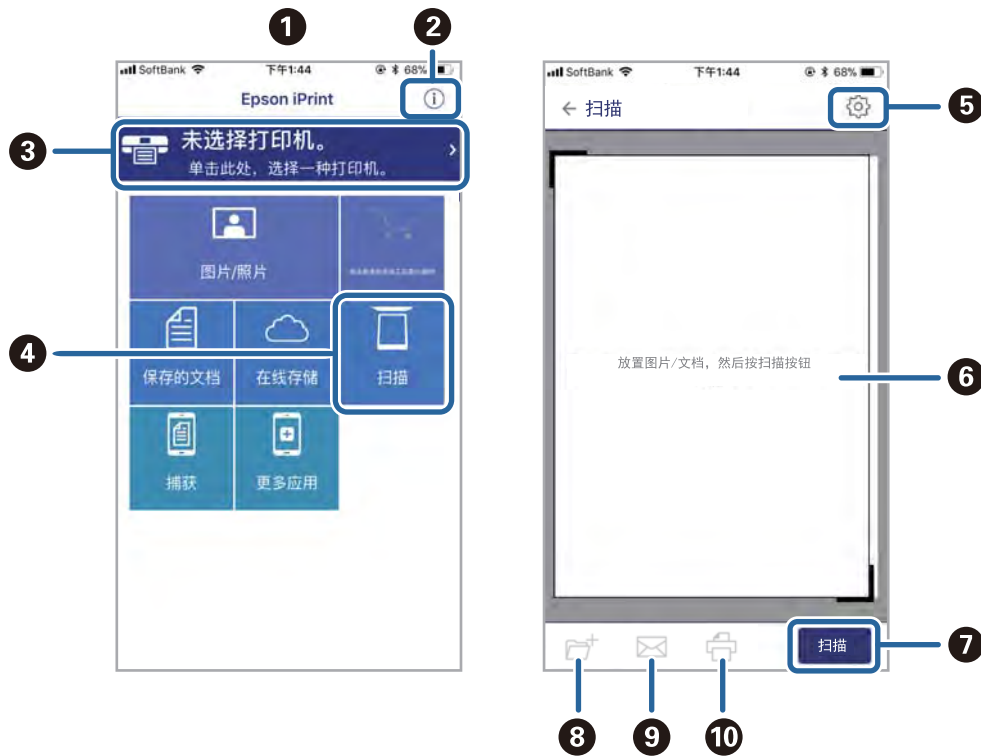 1
2
SoftBank 下午1:44 68%
Epson iPrint
3
未选择打印机。
单击此处，选择一种打印机。
图片/照片
4
保存的文档
在线存储
扫描
捕获
更多应用
SoftBank 下午1:44 68%
← 扫描
5
放置图片/文档，然后按扫描按钮
6
扫描
7
8
9
10